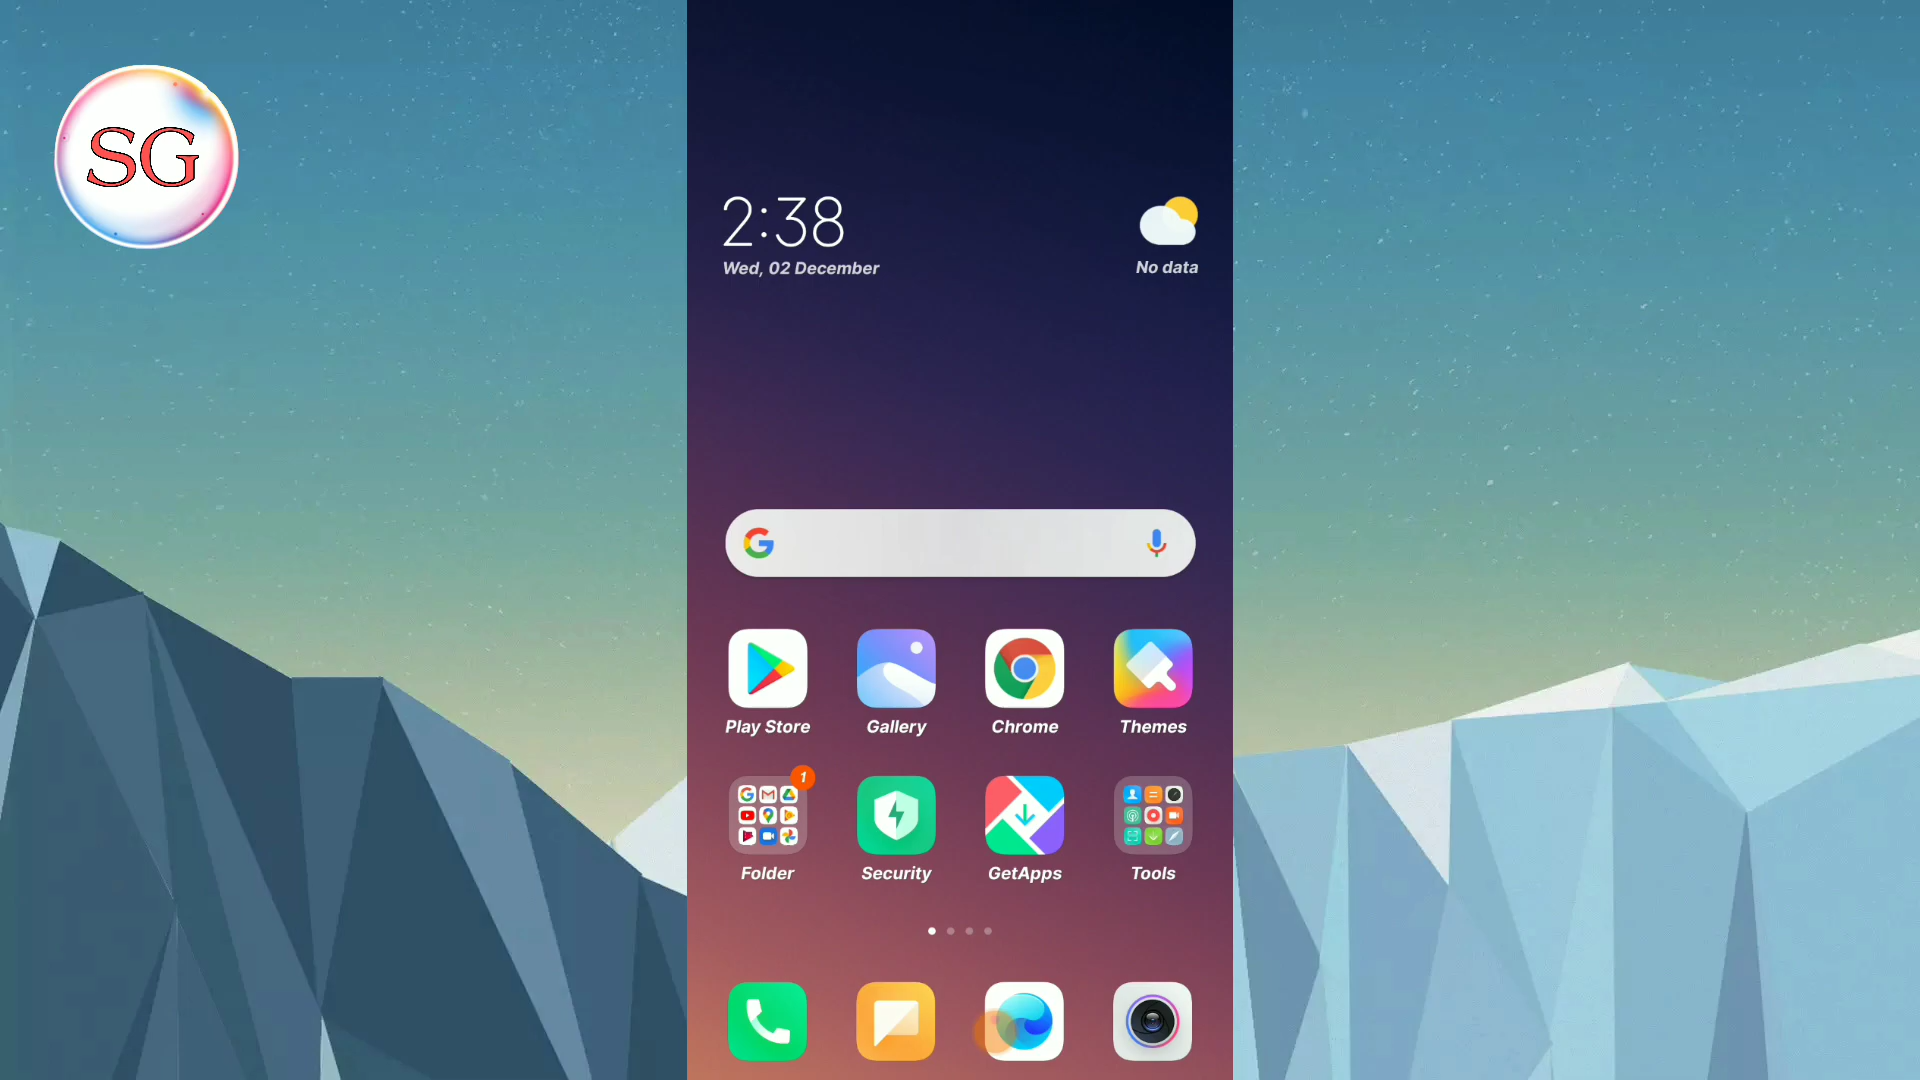 SG
2:38
Wed, 02 December
No data
Play Store
Gallery
Chrome
Themes
1
Folder
Security
GetApps
Tools